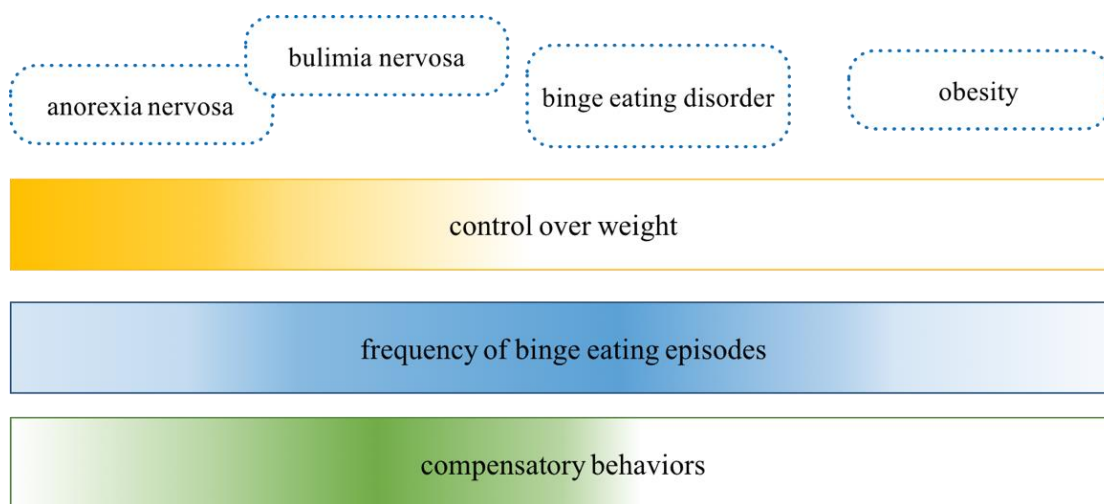 anorexia nervosa
bulimia nervosa
binge eating disorder
obesity
control over weight
frequency of binge eating episodes
compensatory behaviors